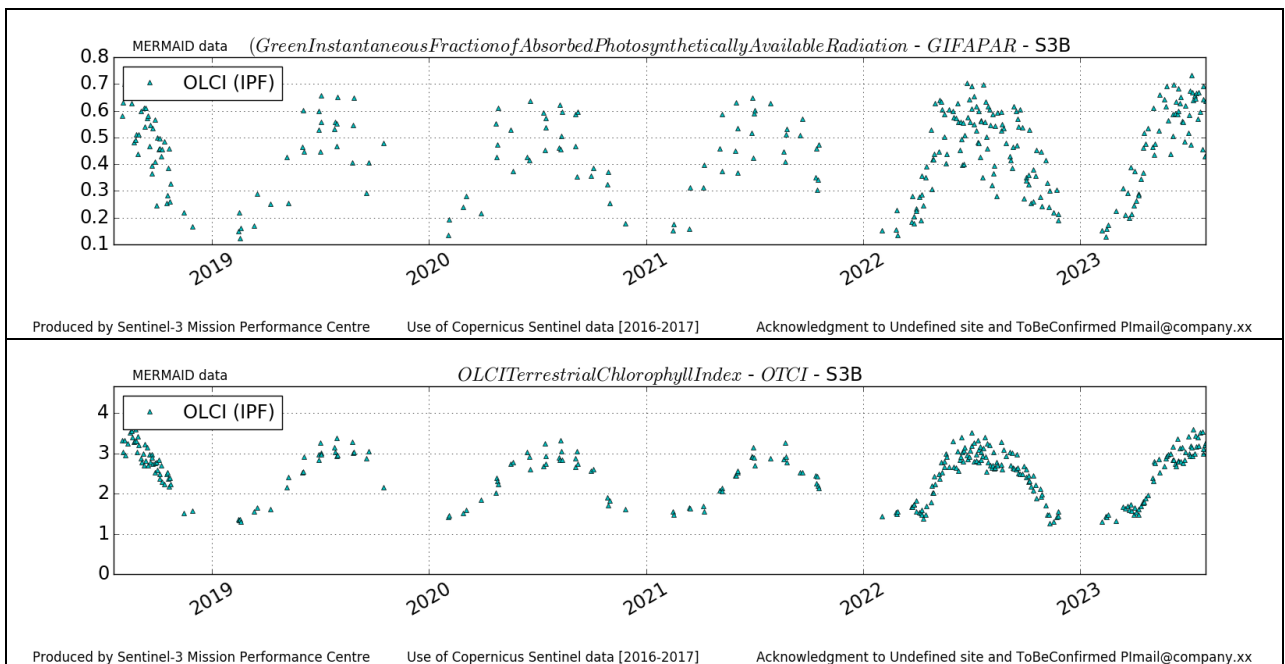 MERMAID data (GreenInstantaneousFractionofAbsorbedPhotosyntheticallyAvailableRadiation - GIFAPAR - S3B
0.8
0.7
0.6
0.5
0.4
0.3
0.2
0.1
OLCI (IPF)
2019 2020 2021 2022 2023
Produced by Sentinel-3 Mission Performance Centre Use of Copernicus Sentinel data [2016-2017] Acknowledgment to Undefined site and ToBeConfirmed PImail@company.xx
MERMAID data OLCITerrestrialChlorophyllIndex - OTCI - S3B
4
3
2
1
0
OLCI (IPF)
2019 2020 2021 2022 2023
Produced by Sentinel-3 Mission Performance Centre Use of Copernicus Sentinel data [2016-2017] Acknowledgment to Undefined site and ToBeConfirmed PImail@company.xx